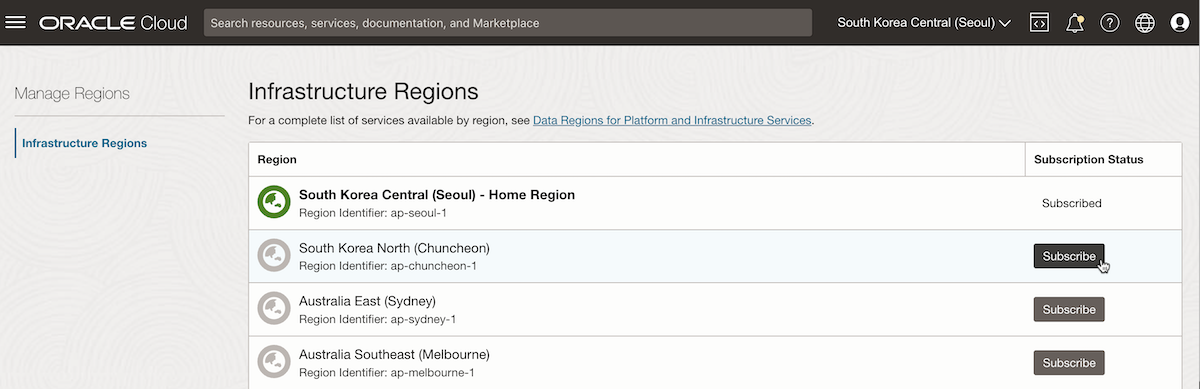 ORACLE Cloud
Search resources, services, documentation, and Marketplace
South Korea Central (Seoul)
Manage Regions
Infrastructure Regions
Infrastructure Regions
For a complete list of services available by region, see Data Regions for Platform and Infrastructure Services.
Region
Subscription Status
South Korea Central (Seoul) - Home Region
Region Identifier: ap-seoul-1
Subscribed
South Korea North (Chuncheon)
Region Identifier: ap-chuncheon-1
Subscribe
Australia East (Sydney)
Region Identifier: ap-sydney-1
Subscribe
Australia Southeast (Melbourne)
Region Identifier: ap-melbourne-1
Subscribe